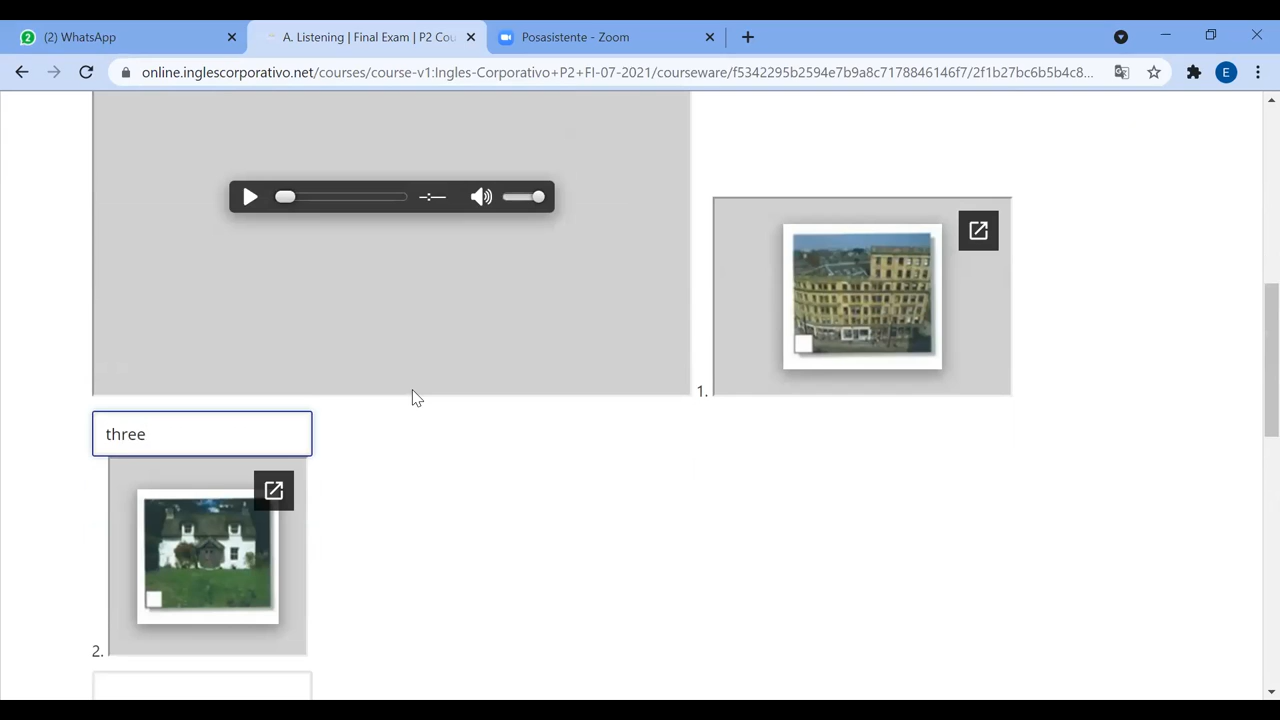 (2) WhatsApp
A. Listening | Final Exam | P2 Cou
Posasistente - Zoom
online.inglescorporativo.net/courses/course-v1:Ingles-Corporativo+P2+FI-07-2021/courseware/f5342295b2594e7b9a8c7178846146f7/2f1b27bc6b5b4c8...
E
1.
three
2.